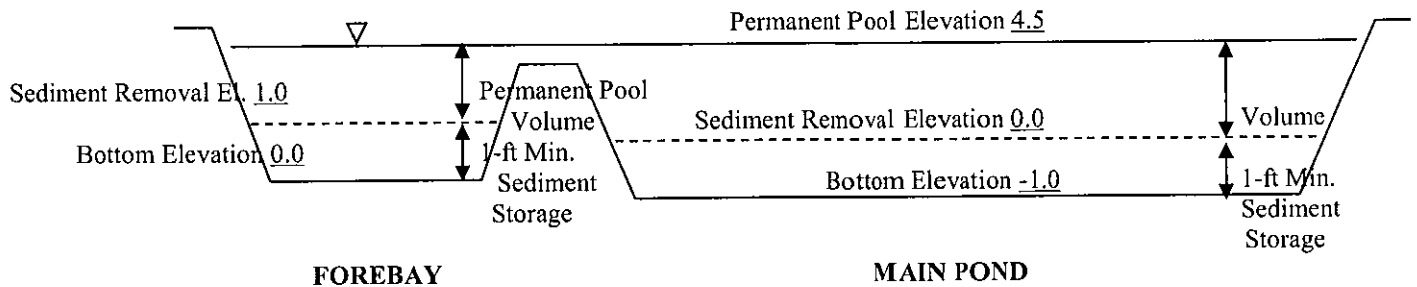 Permanent Pool Elevation 4.5
Sediment Removal El. 1.0
Permanent Pool
Volume
Sediment Removal Elevation 0.0
Volume
Bottom Elevation 0.0
1-ft Min.
Sediment
Storage
Bottom Elevation -1.0
1-ft Min.
Sediment
Storage
FOREBAY
MAIN POND